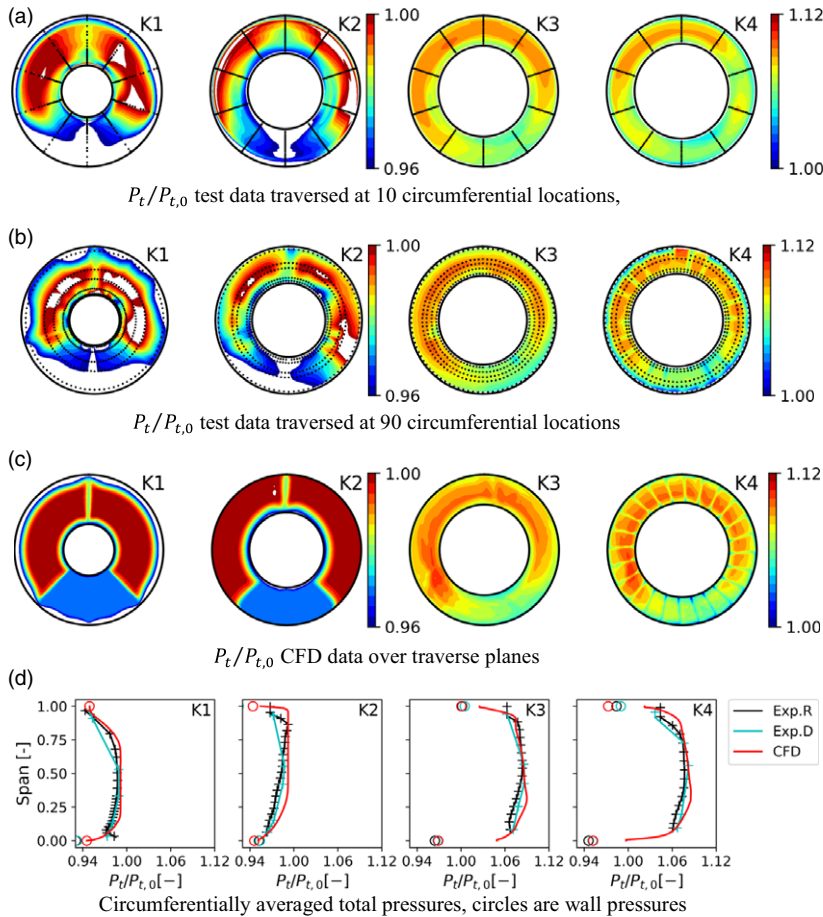 (a)
K1 K2 1.00 K3 K4 1.12
0.96 1.00
Pₜ/Pₜ,₀ test data traversed at 10 circumferential locations,
(b)
K1 K2 1.00 K3 K4 1.12
0.96 1.00
Pₜ/Pₜ,₀ test data traversed at 90 circumferential locations
(c)
K1 K2 1.00 K3 K4 1.12
0.96 1.00
Pₜ/Pₜ,₀ CFD data over traverse planes
(d)
K1 K2 K3 K4
Span [-]
1.00
0.75
0.50
0.25
0.00
0.94 1.00 1.06 1.12 0.94 1.00 1.06 1.12 0.94 1.00 1.06 1.12 0.94 1.00 1.06 1.12
Pₜ/Pₜ,₀[−] Pₜ/Pₜ,₀[−] Pₜ/Pₜ,₀[−] Pₜ/Pₜ,₀[−]
Exp.R
Exp.D
CFD
Circumferentially averaged total pressures, circles are wall pressures